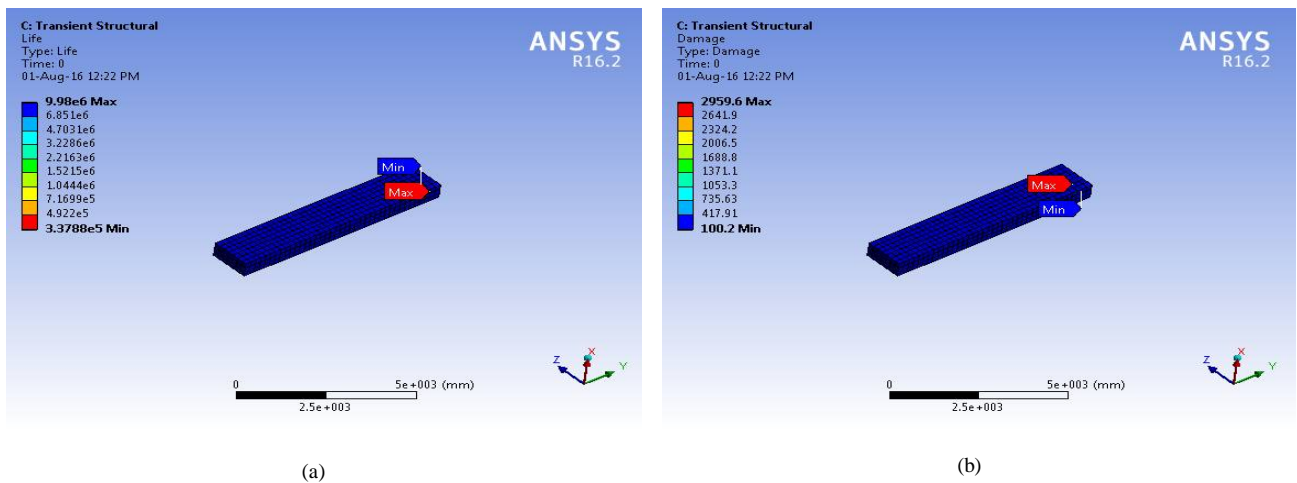 C: Transient Structural
Life
Type: Life
Time: 0
01-Aug-16 12:22 PM
ANSYS
R16.2
9.98e6 Max
6.851e6
4.7031e6
3.2286e6
2.2163e6
1.5215e6
1.0444e6
7.1699e5
4.922e5
3.3788e5 Min
Min
Max
X
Z
Y
0
5e+003 (mm)
2.5e+003
(a)
C: Transient Structural
Damage
Type: Damage
Time: 0
01-Aug-16 12:22 PM
ANSYS
R16.2
2959.6 Max
2641.9
2324.2
2006.5
1688.8
1371.1
1053.3
735.63
417.91
100.2 Min
Max
Min
X
Z
Y
0
5e+003 (mm)
2.5e+003
(b)